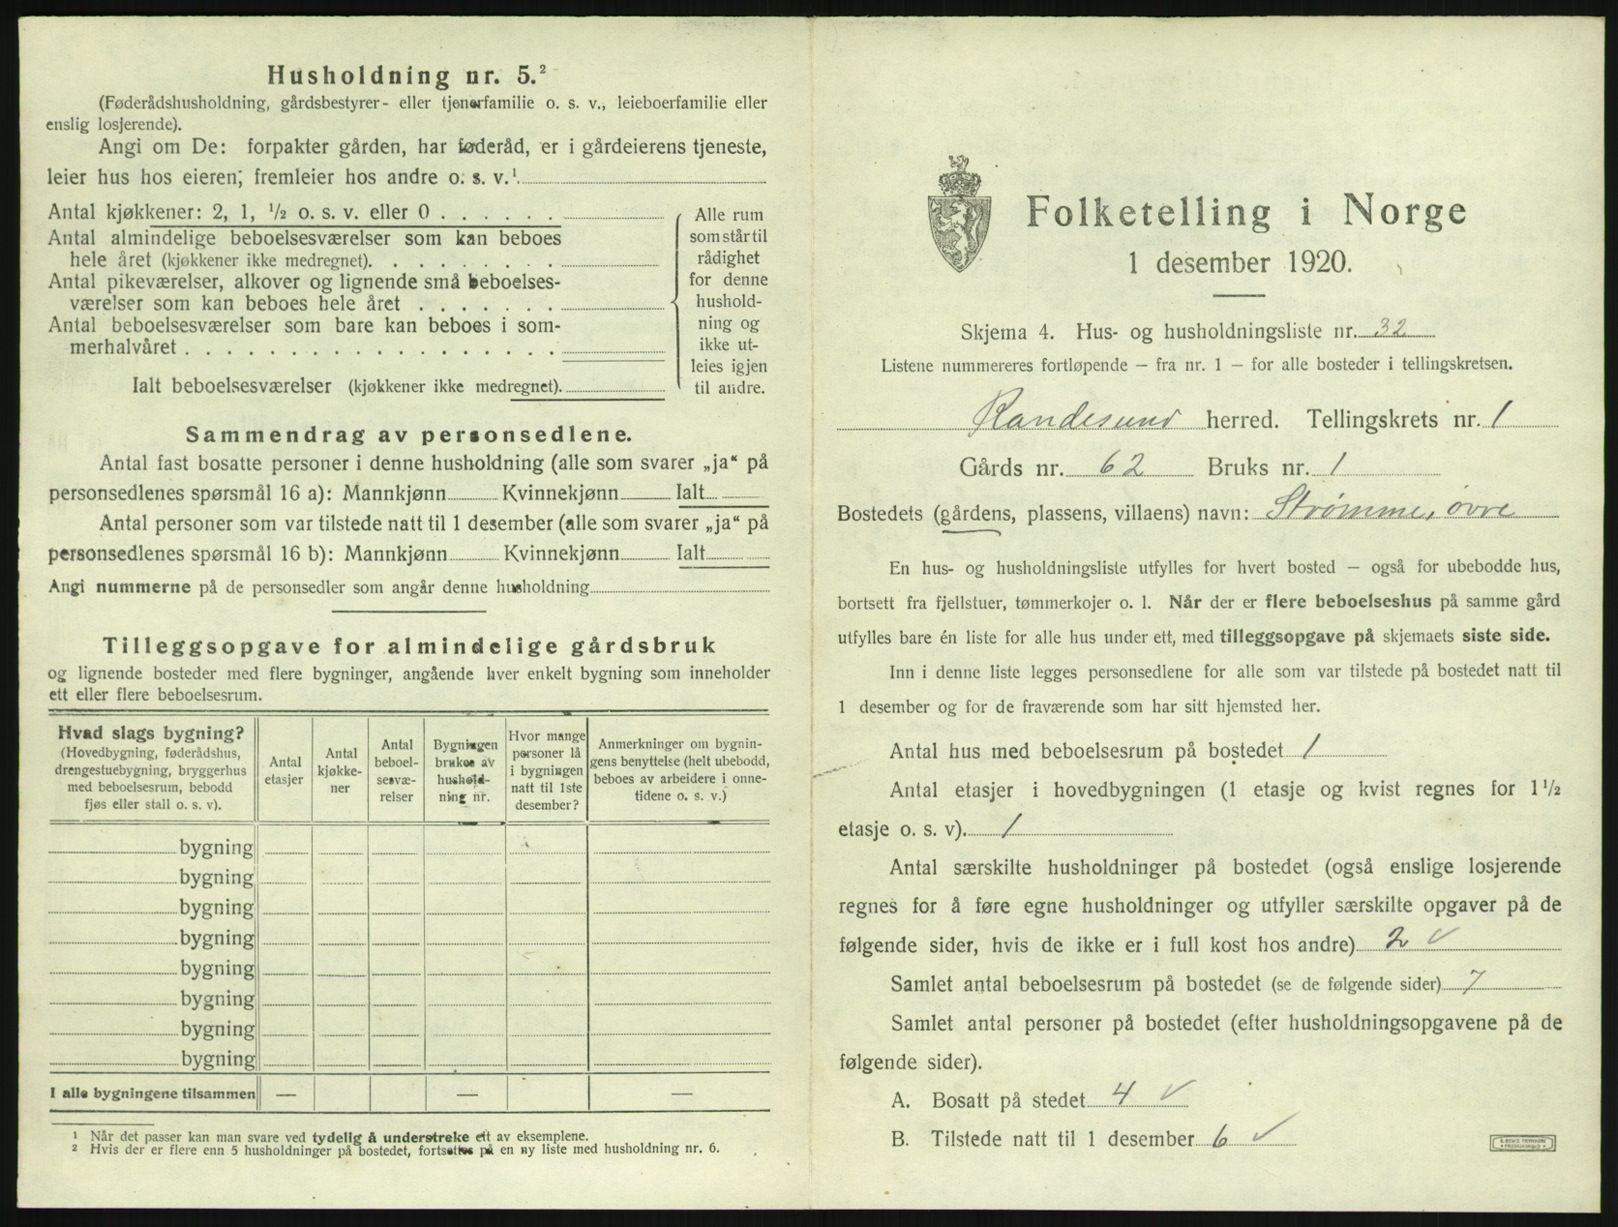 Husholdning nr. 5.²
(Føderådshusholdning, gårdsbestyrer- eller tjenerfamilie o. s. v., leieboerfamilie eller
enslig losjerende).
Angi om De: forpakter gården, har føderåd, er i gårdeierens tjeneste,
leier hus hos eieren, fremleier hos andre o. s. v.¹
Antal kjøkkener: 2, 1, ½ o. s. v. eller 0 . . . . . .
Antal almindelige beboelsesværelser som kan beboes
hele året (kjøkkener ikke medregnet). . . . . . . . .
Antal pikeværelser, alkover og lignende små beboelses-
værelser som kan beboes hele året . . . . . . .
Antal beboelsesværelser som bare kan beboes i som-
merhalvåret . . . . . . . . . . . . . . . . . .
Ialt beboelsesværelser (kjøkkener ikke medregnet).
Alle rum
som står til
rådighet
for denne
hushold-
ning og
ikke ut-
leies igjen
til andre.
Sammendrag av personsedlene.
Antal fast bosatte personer i denne husholdning (alle som svarer „ja“ på
personsedlenes spørsmål 16 a): Mannkjønn Kvinnekjønn Ialt
Antal personer som var tilstede natt til 1 desember (alle som svarer „ja“ på
personsedlenes spørsmål 16 b): Mannkjønn Kvinnekjønn Ialt
Angi nummerne på de personsedler som angår denne husholdning
Tilleggsopgave for almindelige gårdsbruk
og lignende bosteder med flere bygninger, angående hver enkelt bygning som inneholder
ett eller flere beboelsesrum.
Hvad slags bygning?
(Hovedbygning, føderådshus,
drengestuebygning, bryggerhus
med beboelsesrum, bebodd
fjøs eller stall o. s. v).
Antal
etasjer
Antal
kjøkke-
ner
Antal
beboel-
sesvæ-
relser
Bygningen
brukes av
hushold-
ning nr.
Hvor mange
personer lå
i bygningen
natt til 1ste
desember?
Anmerkninger om bygnin-
gens benyttelse (helt ubebodd,
beboes av arbeidere i onne-
tidene o. s. v.)
bygning
bygning
bygning
bygning
bygning
bygning
bygning
bygning
I alle bygningene tilsammen — — —
¹ Når det passer kan man svare ved tydelig å understreke ett av eksemplene.
² Hvis der er flere enn 5 husholdninger på bostedet, fortsettes på en ny liste med husholdning nr. 6.
Folketelling i Norge
1 desember 1920.
Skjema 4. Hus- og husholdningsliste nr. 32
Listene nummereres fortløpende – fra nr. 1 – for alle bosteder i tellingskretsen.
Randesund herred. Tellingskrets nr. 1
Gårds nr. 62 Bruks nr. 1
Bostedets (gårdens, plassens, villaens) navn: Strømme, øvre
En hus- og husholdningsliste utfylles for hvert bosted – også for ubebodde hus,
bortsett fra fjellstuer, tømmerkojer o. l. Når der er flere beboelseshus på samme gård
utfylles bare én liste for alle hus under ett, med tilleggsopgave på skjemaets siste side.
Inn i denne liste legges personsedlene for alle som var tilstede på bostedet natt til
1 desember og for de fraværende som har sitt hjemsted her.
Antal hus med beboelsesrum på bostedet 1
Antal etasjer i hovedbygningen (1 etasje og kvist regnes for 1½
etasje o. s. v). 1
Antal særskilte husholdninger på bostedet (også enslige losjerende
regnes for å føre egne husholdninger og utfyller særskilte opgaver på de
følgende sider, hvis de ikke er i full kost hos andre) 2 ✓
Samlet antal beboelsesrum på bostedet (se de følgende sider) 7
Samlet antal personer på bostedet (efter husholdningsopgavene på de
følgende sider).
A. Bosatt på stedet 4 ✓
B. Tilstede natt til 1 desember 6 ✓